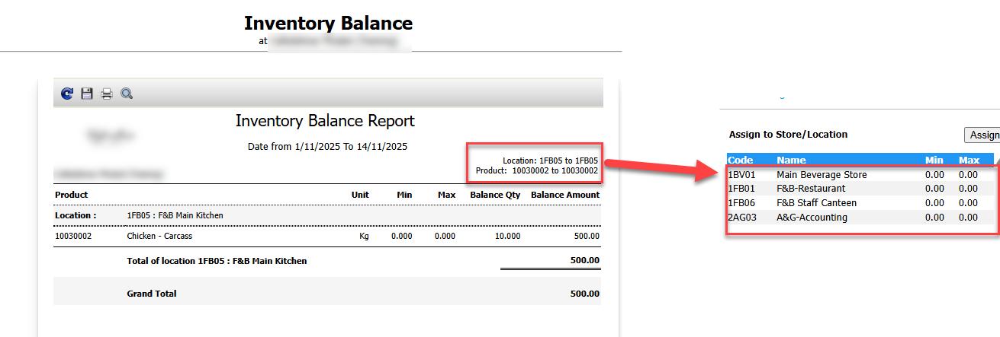 Inventory Balance
at
Inventory Balance Report
Date from 1/11/2025 To 14/11/2025
Location: 1FB05 to 1FB05
Product: 10030002 to 10030002
Product Unit Min Max Balance Qty Balance Amount
Location : 1FB05 : F&B Main Kitchen
10030002 Chicken - Carcass Kg 0.000 0.000 10.000 500.00
Total of location 1FB05 : F&B Main Kitchen 500.00
Grand Total 500.00
Assign to Store/Location Assign
Code Name Min Max
1BV01 Main Beverage Store 0.00 0.00
1FB01 F&B-Restaurant 0.00 0.00
1FB06 F&B Staff Canteen 0.00 0.00
2AG03 A&G-Accounting 0.00 0.00